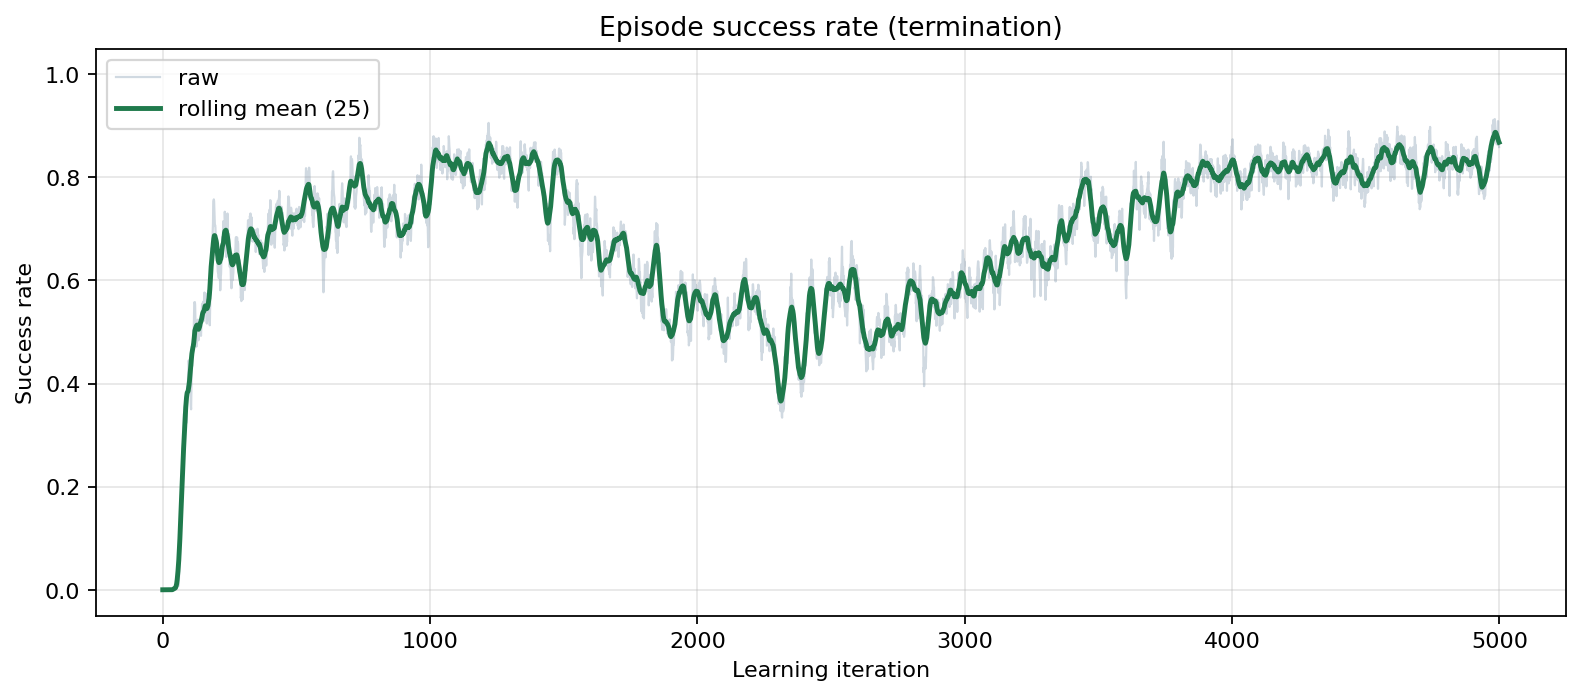 Episode success rate (termination)
raw
rolling mean (25)
1.0
0.8
0.6
0.4
0.2
0.0
Success rate
0 1000 2000 3000 4000 5000
Learning iteration